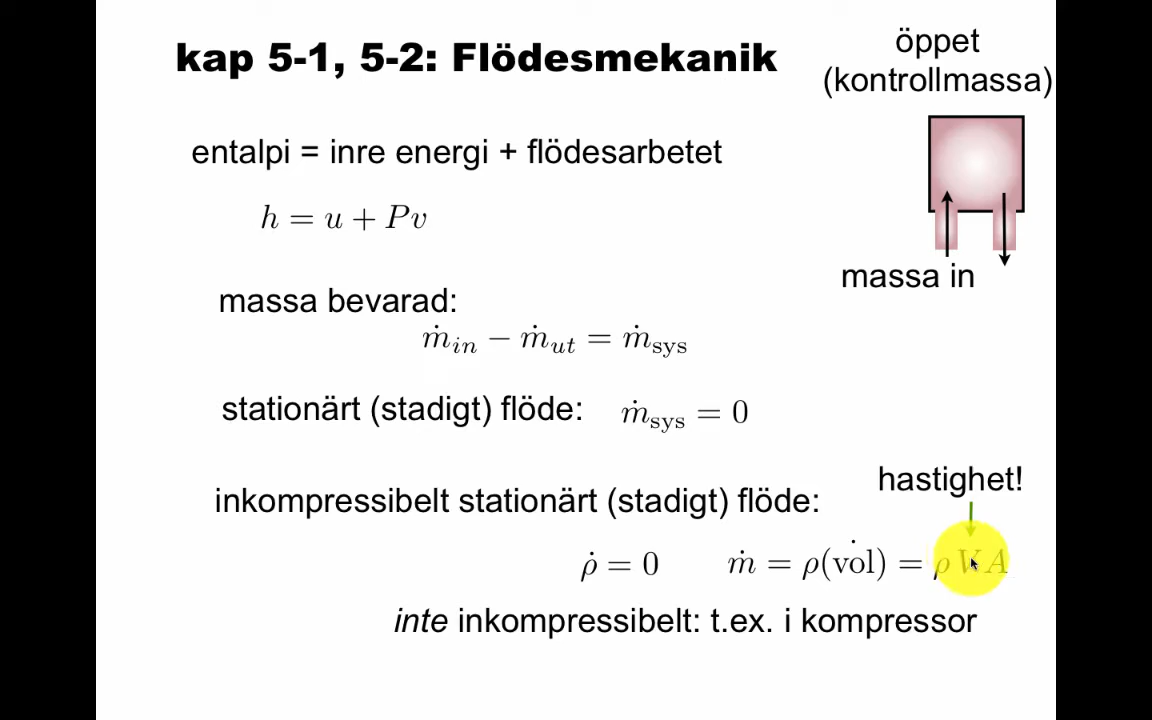 kap 5-1, 5-2: Flödesmekanik
öppet
(kontrollmassa)
entalpi = inre energi + flödesarbetet
h = u + Pv
massa in
massa bevarad:
ṁ_in − ṁ_ut = ṁ_sys
stationärt (stadigt) flöde: ṁ_sys = 0
hastighet!
inkompressibelt stationärt (stadigt) flöde:
ρ̇ = 0 ṁ = ρ(vȯl) = ρVA
inte inkompressibelt: t.ex. i kompressor